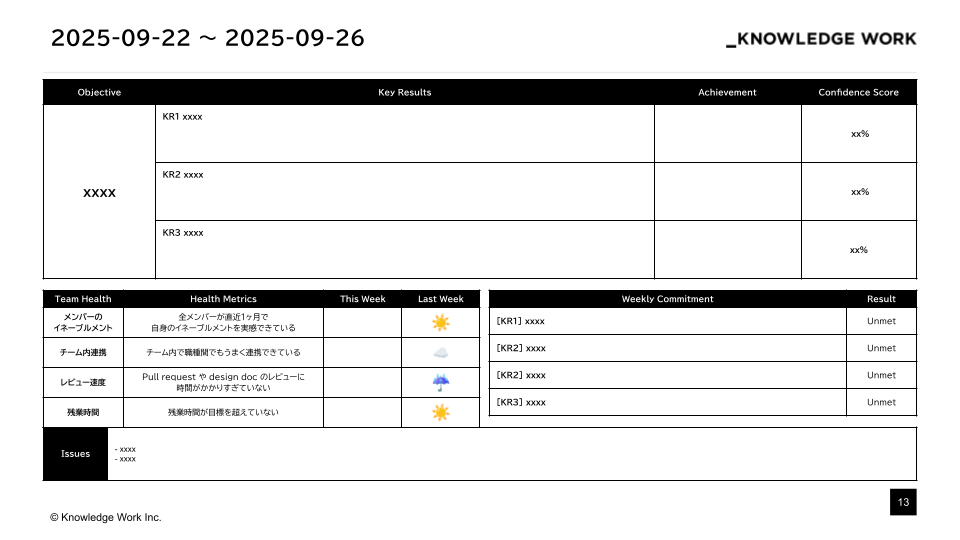 2025-09-22 〜 2025-09-26
_KNOWLEDGE WORK
Objective Key Results Achievement Confidence Score
XXXX
KR1 xxxx
xx%
KR2 xxxx
xx%
KR3 xxxx
xx%
Team Health Health Metrics This Week Last Week
メンバーの
イネーブルメント
全メンバーが直近1ヶ月で
自身のイネーブルメントを実感できている
チーム内連携 チーム内で職種間でもうまく連携できている
レビュー速度
Pull request や design doc のレビューに
時間がかかりすぎていない
残業時間 残業時間が目標を超えていない
Weekly Commitment Result
[KR1] xxxx Unmet
[KR2] xxxx Unmet
[KR2] xxxx Unmet
[KR3] xxxx Unmet
Issues
- xxxx
- xxxx
13
© Knowledge Work Inc.